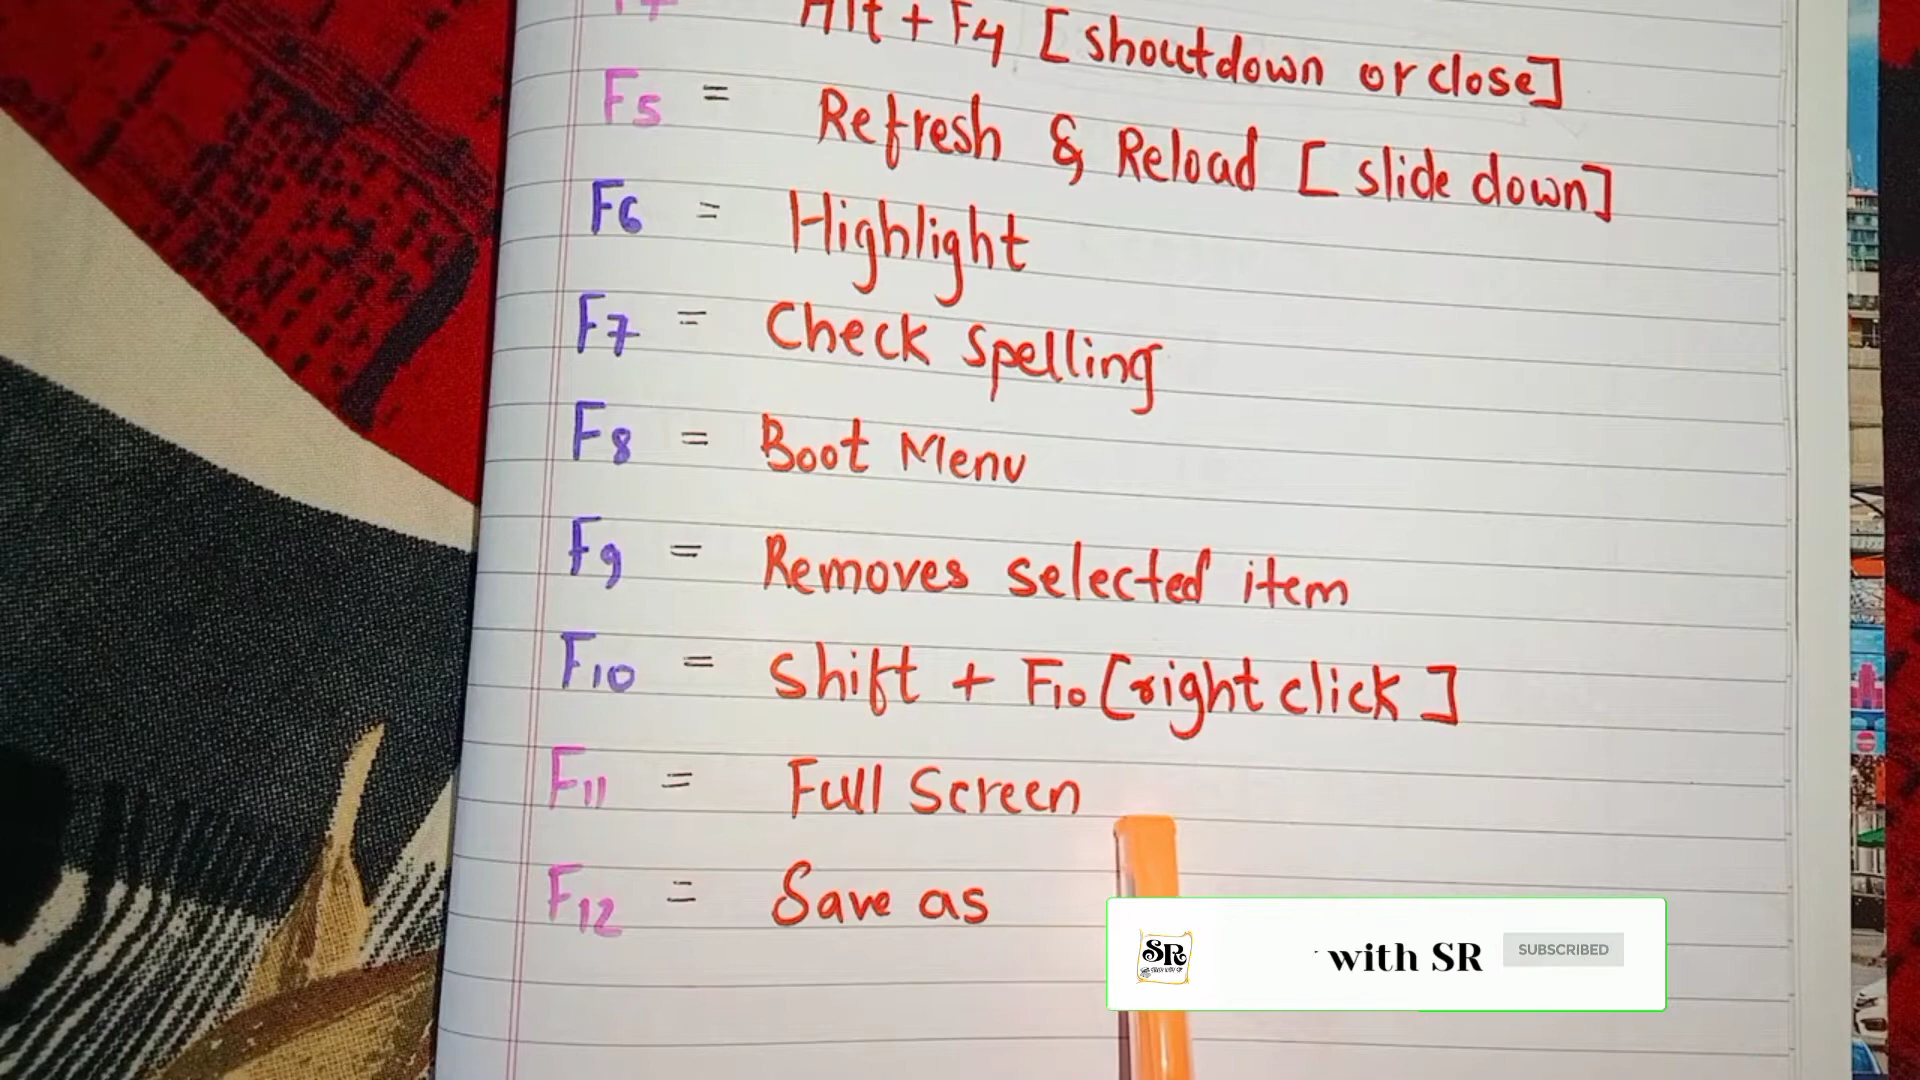 Alt + F4 [shoutdown or close]
F5 = Refresh & Reload [slide down]
F6 = Highlight
F7 = Check Spelling
F8 = Boot Menu
F9 = Removes selected item
F10 = Shift + F10 [right click]
F11 = Full Screen
F12 = Save as
SR with SR SUBSCRIBED